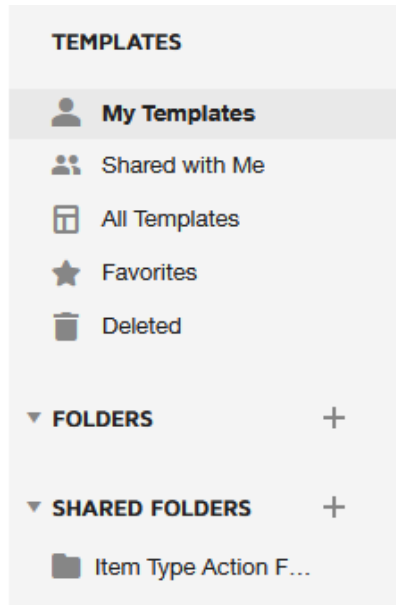 TEMPLATES
My Templates
Shared with Me
All Templates
Favorites
Deleted
FOLDERS
SHARED FOLDERS
Item Type Action F...